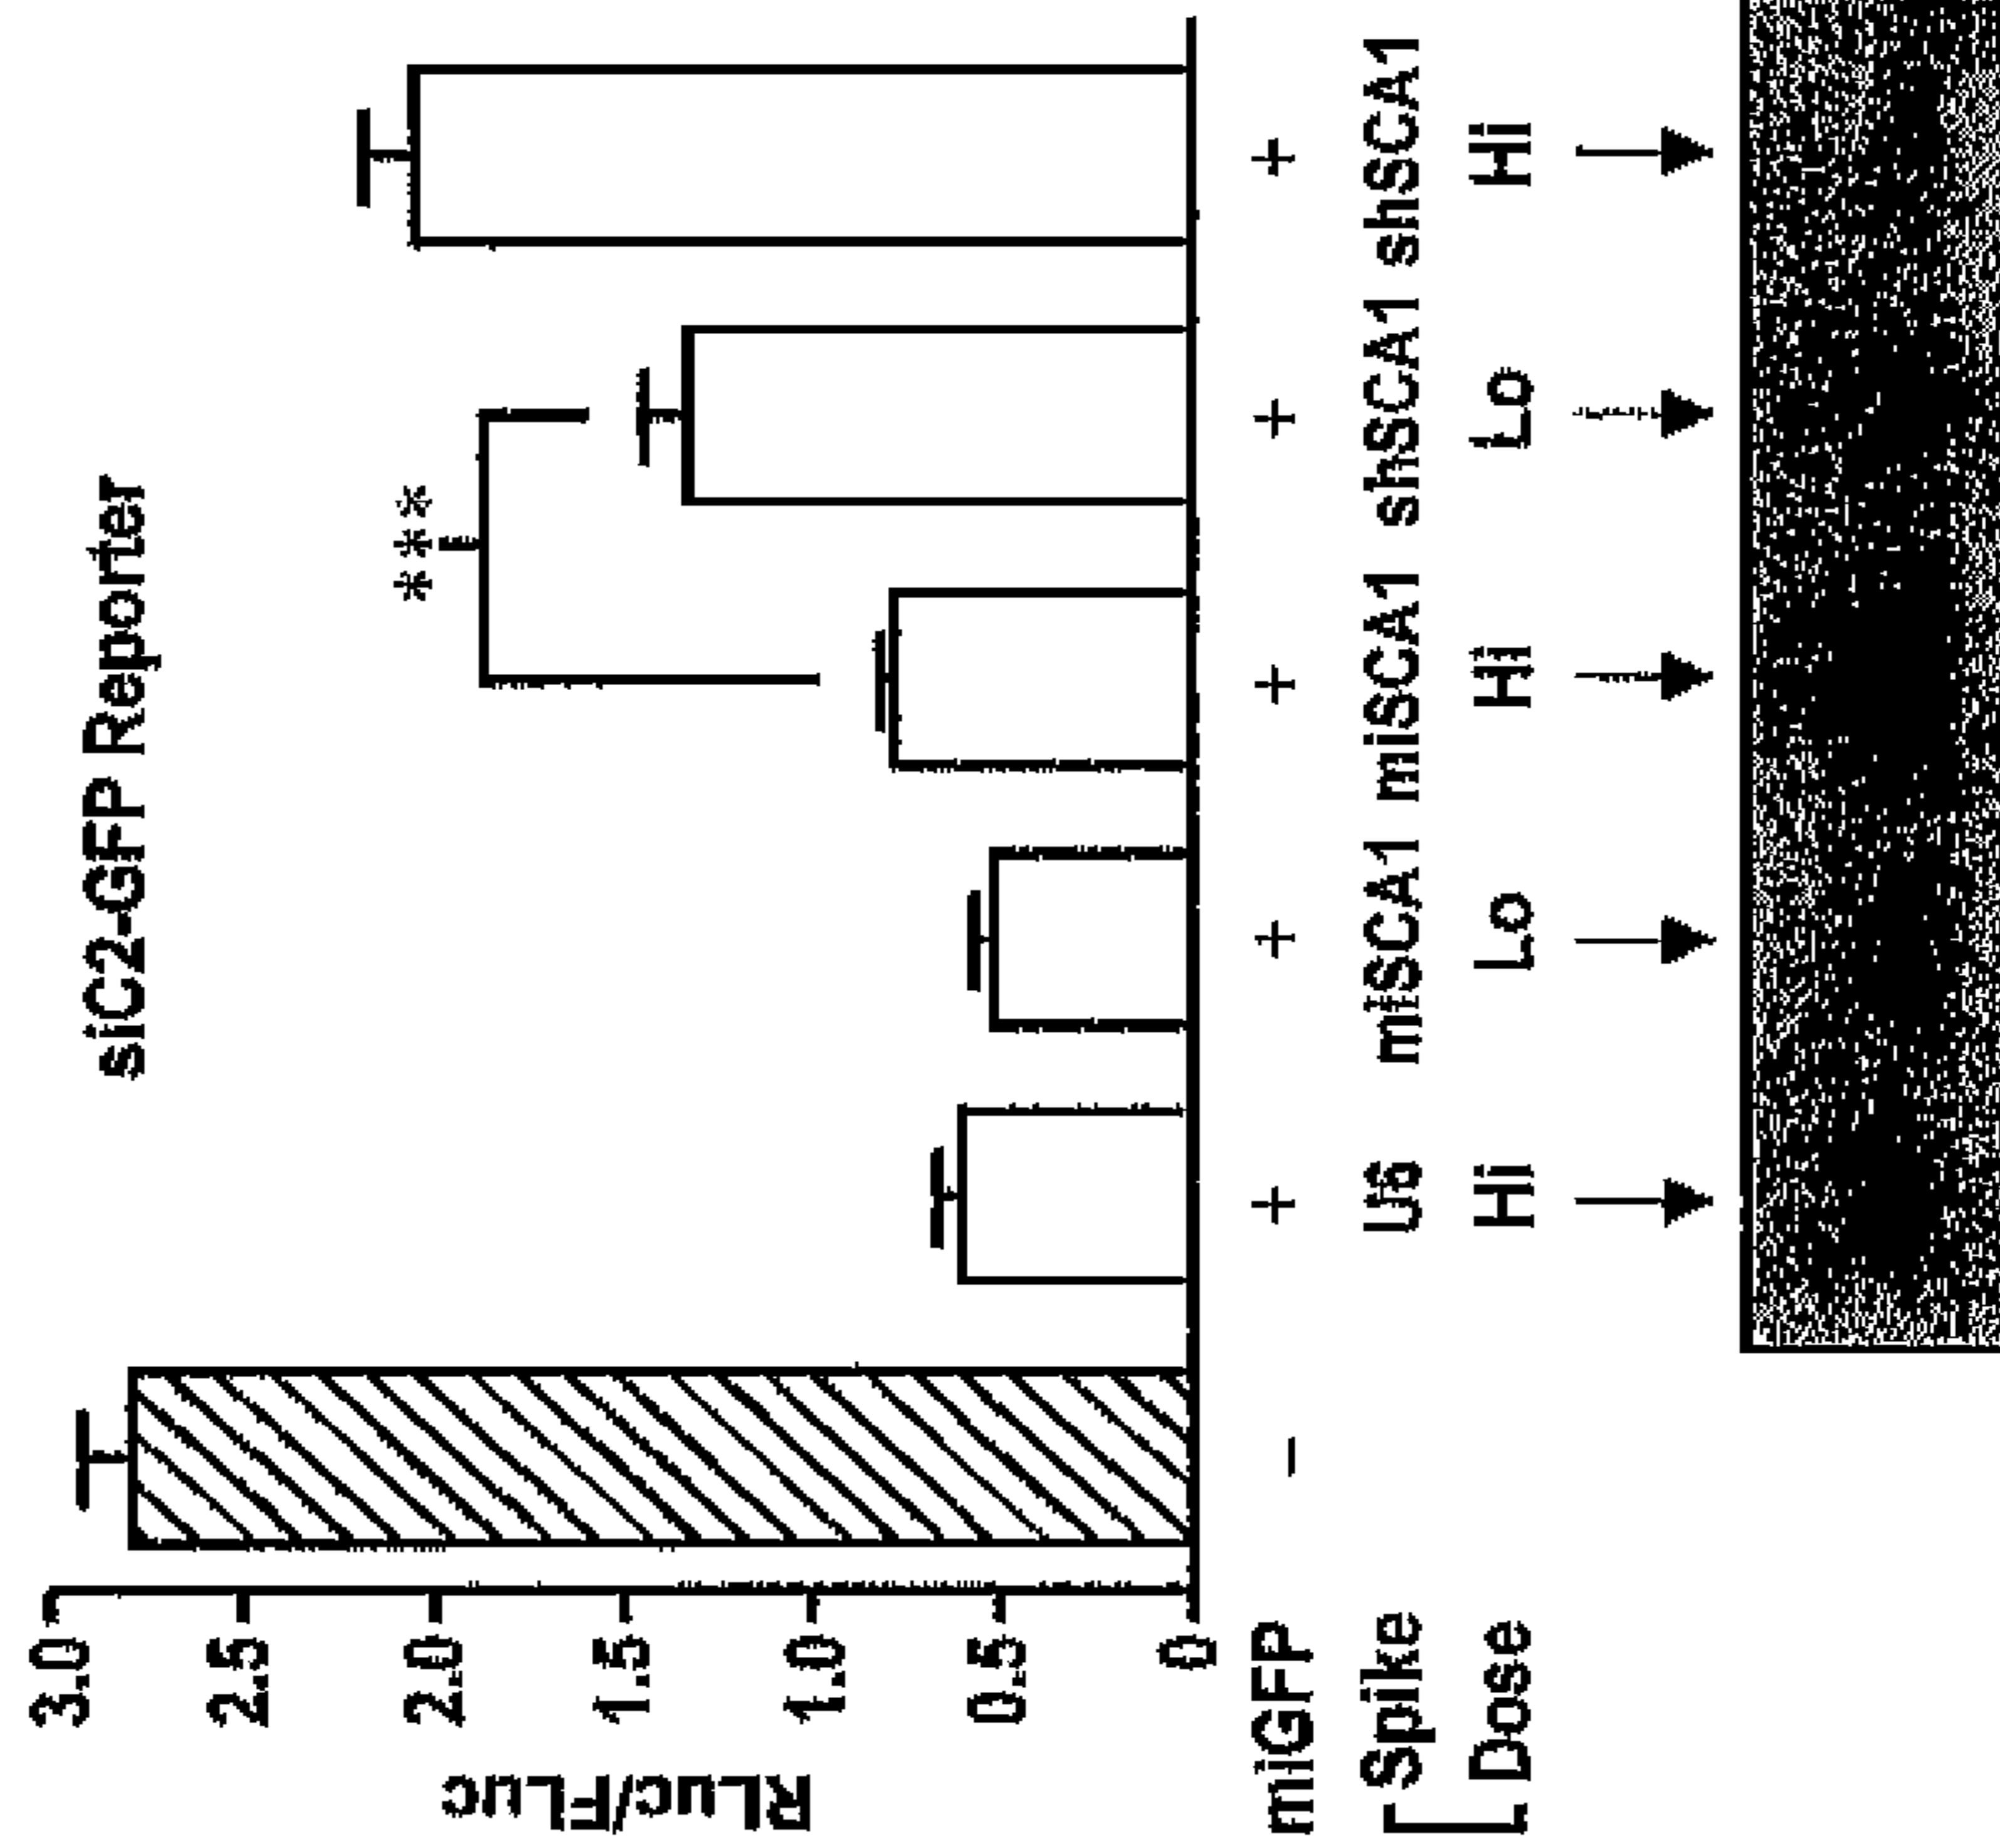 siC2-GFP Reporter
***
RLuc/FLuc
3.0
2.5
2.0
1.5
1.0
0.5
0
miGFP − + + + + +
Spike U6 miSCA1 miSCA1 shSCA1 shSCA1
Dose Hi Lo Hi Lo Hi